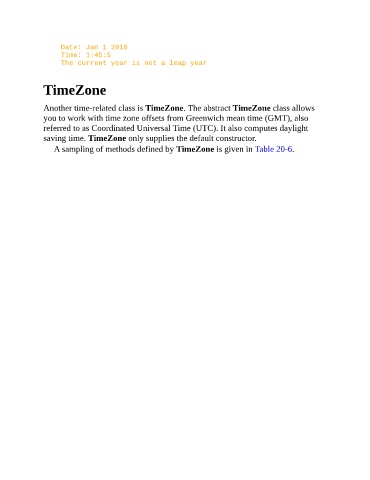 Date: Jan 1 2018
Time: 1:45:5
The current year is not a leap year
TimeZone
Another time-related class is TimeZone. The abstract TimeZone class allows
you to work with time zone offsets from Greenwich mean time (GMT), also
referred to as Coordinated Universal Time (UTC). It also computes daylight
saving time. TimeZone only supplies the default constructor.
A sampling of methods defined by TimeZone is given in Table 20-6.